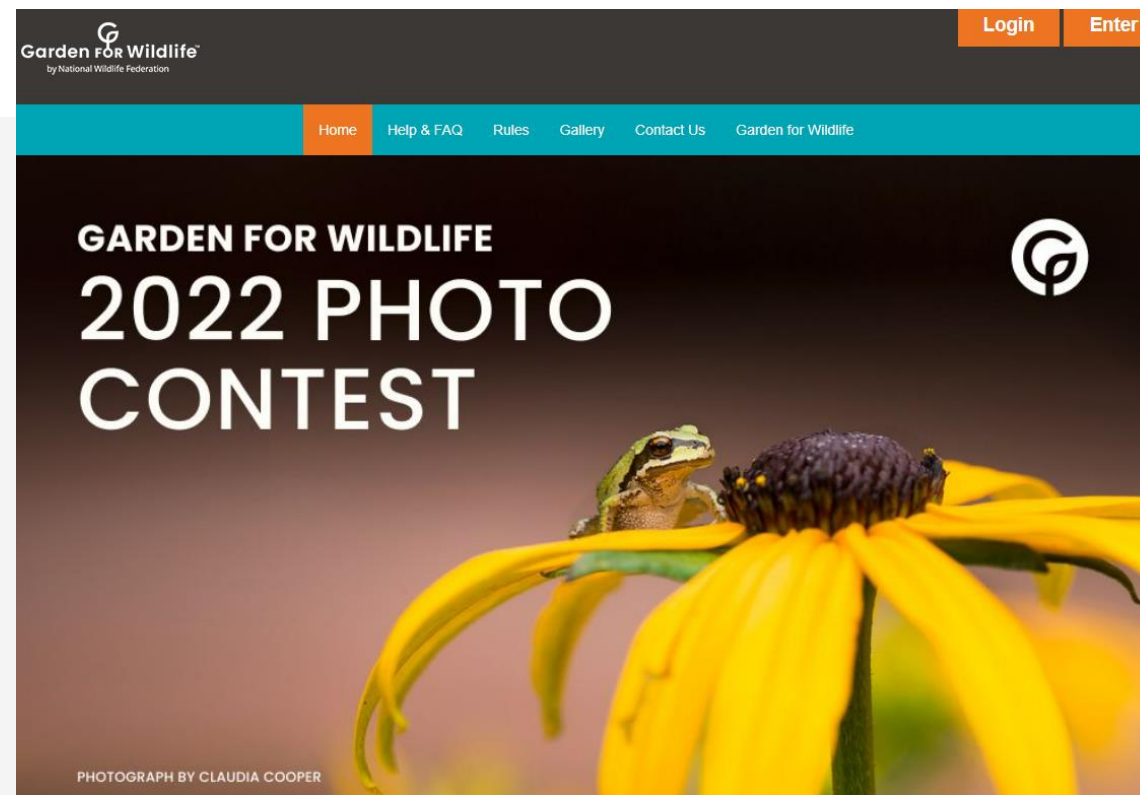 Login Enter
Garden FOR Wildlife™
by National Wildlife Federation
Home Help & FAQ Rules Gallery Contact Us Garden for Wildlife
GARDEN FOR WILDLIFE
2022 PHOTO
CONTEST
PHOTOGRAPH BY CLAUDIA COOPER